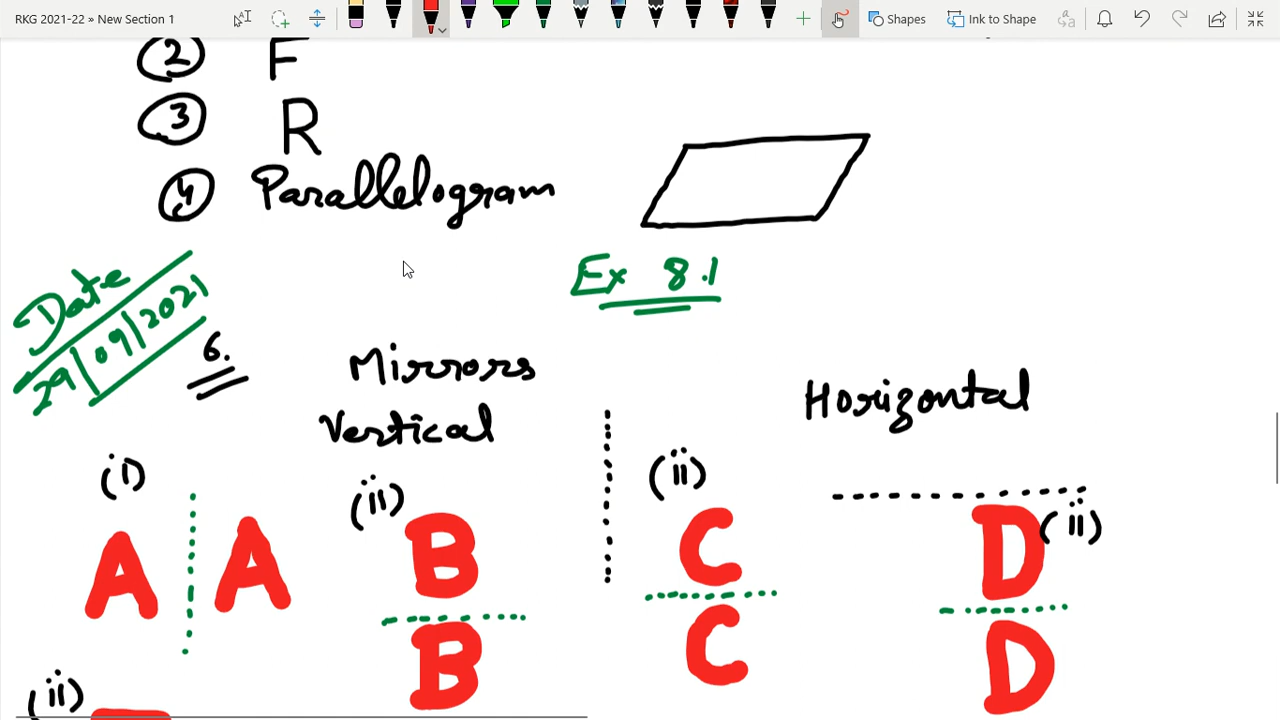 RKG 2021-22 » New Section 1
Shapes
Ink to Shape
2 F
3 R
4 Parallelogram
Ex 8.1
Date
29/09/2021
6.
Mirrors
Vertical
Horizontal
(i)
A A
(ii)
B
B
(ii)
C
C
(ii)
D
D
(ii)